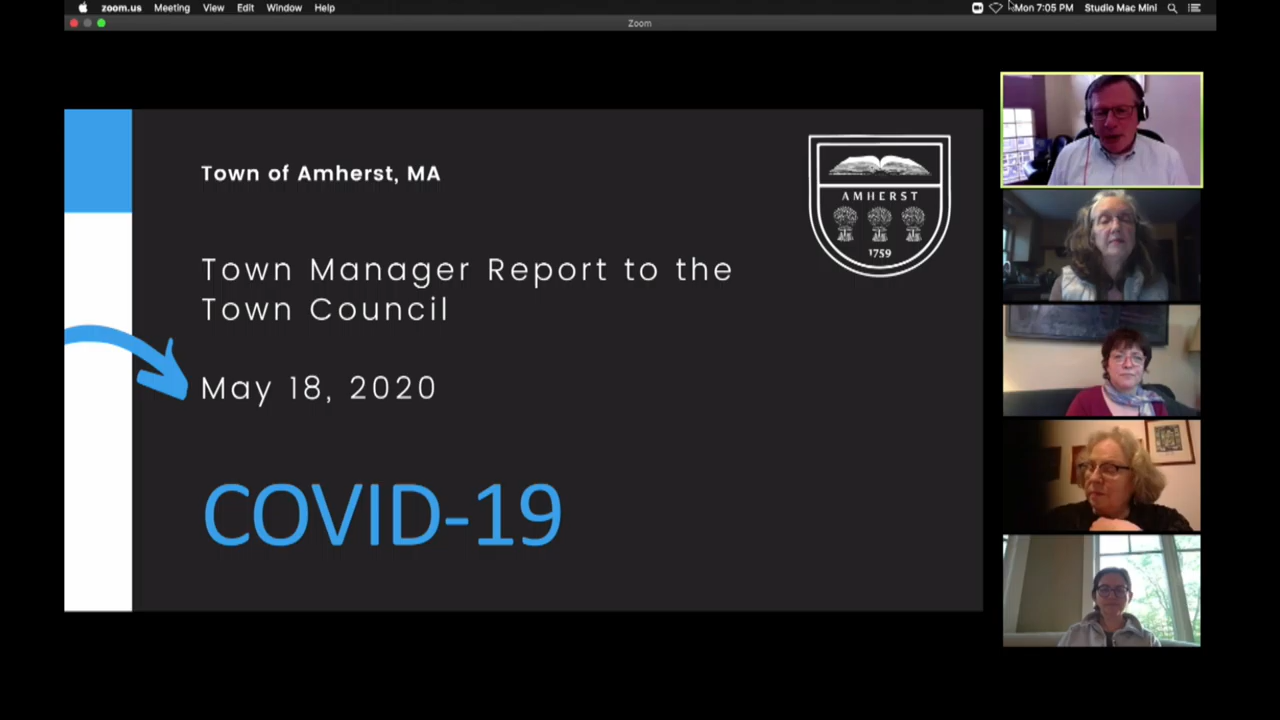 zoom.us Meeting View Edit Window Help Mon 7:05 PM Studio Mac Mini
Zoom
Town of Amherst, MA
AMHERST
1759
Town Manager Report to the
Town Council
May 18, 2020
COVID-19